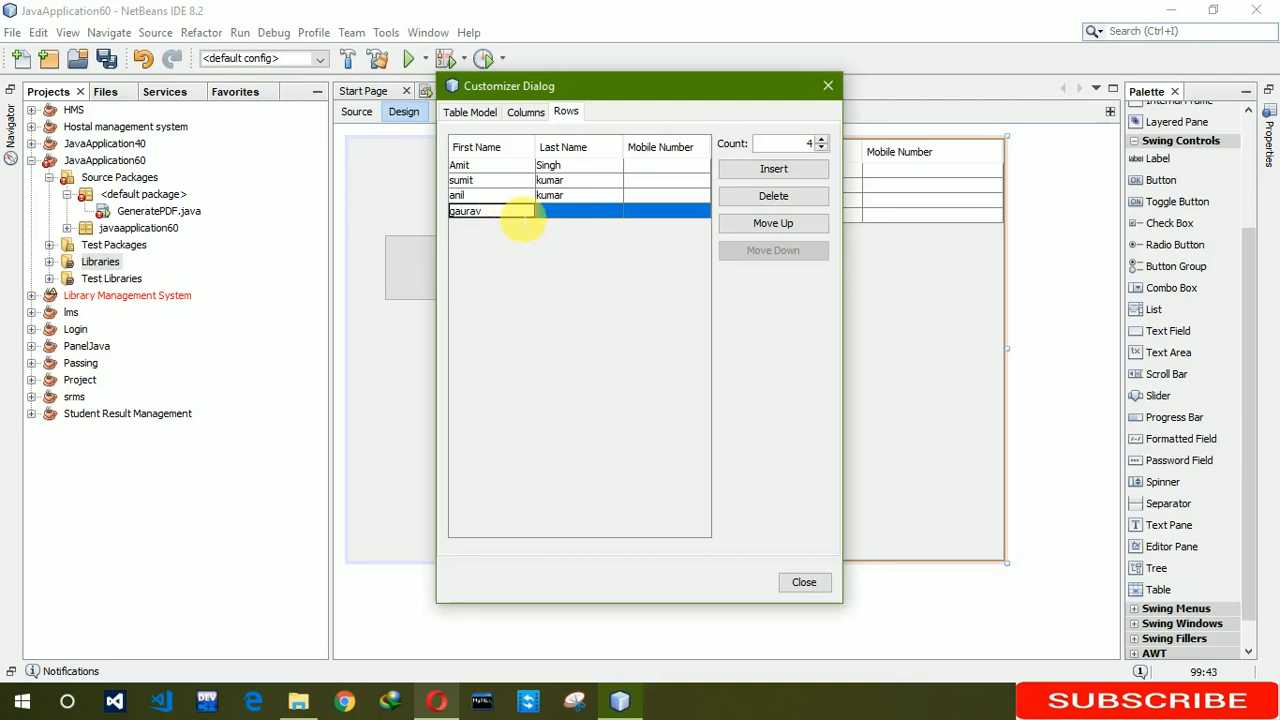 JavaApplication60 - NetBeans IDE 8.2
File Edit View Navigate Source Refactor Run Debug Profile Team Tools Window Help
Search (Ctrl+I)
<default config>
Projects Files Services Favorites
Start Page
Palette
Source Design
Navigator
Properties
HMS
Hostal management system
JavaApplication40
JavaApplication60
Source Packages
<default package>
GeneratePDF.java
javaapplication60
Test Packages
Libraries
Test Libraries
Library Management System
lms
Login
PanelJava
Passing
Project
srms
Student Result Management
Customizer Dialog
Table Model Columns Rows
First Name Last Name Mobile Number
Amit Singh
sumit kumar
anil kumar
gaurav
Count: 4
Insert
Delete
Move Up
Move Down
Close
Mobile Number
Internal Frame
Layered Pane
Swing Controls
Label
Button
Toggle Button
Check Box
Radio Button
Button Group
Combo Box
List
Text Field
Text Area
Scroll Bar
Slider
Progress Bar
Formatted Field
Password Field
Spinner
Separator
Text Pane
Editor Pane
Tree
Table
Swing Menus
Swing Windows
Swing Fillers
AWT
Notifications
99:43
SUBSCRIBE